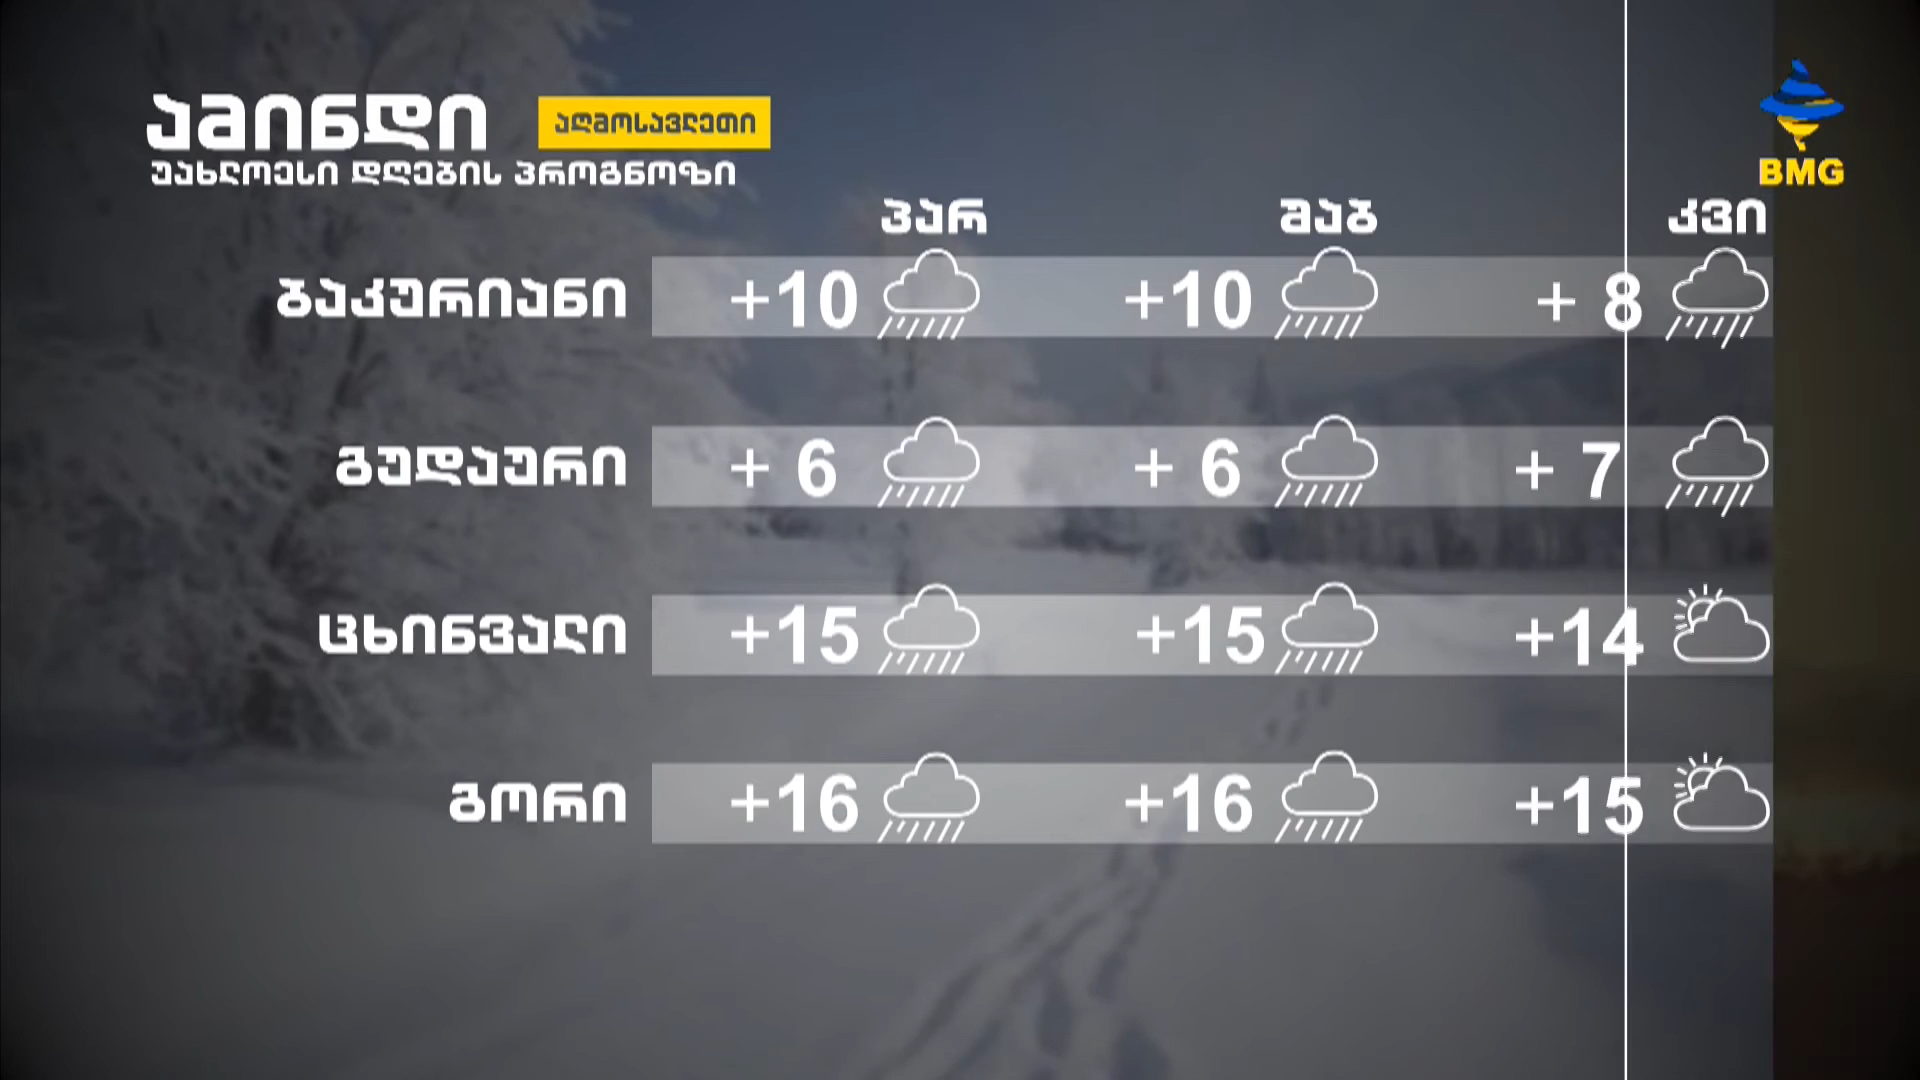 ამინდი აღმოსავლეთი
უახლოესი დღეების პროგნოზი
BMG
პარ შაბ კვი
ბაკურიანი +10 +10 + 8
გუდაური + 6 + 6 + 7
ცხინვალი +15 +15 +14
გორი +16 +16 +15